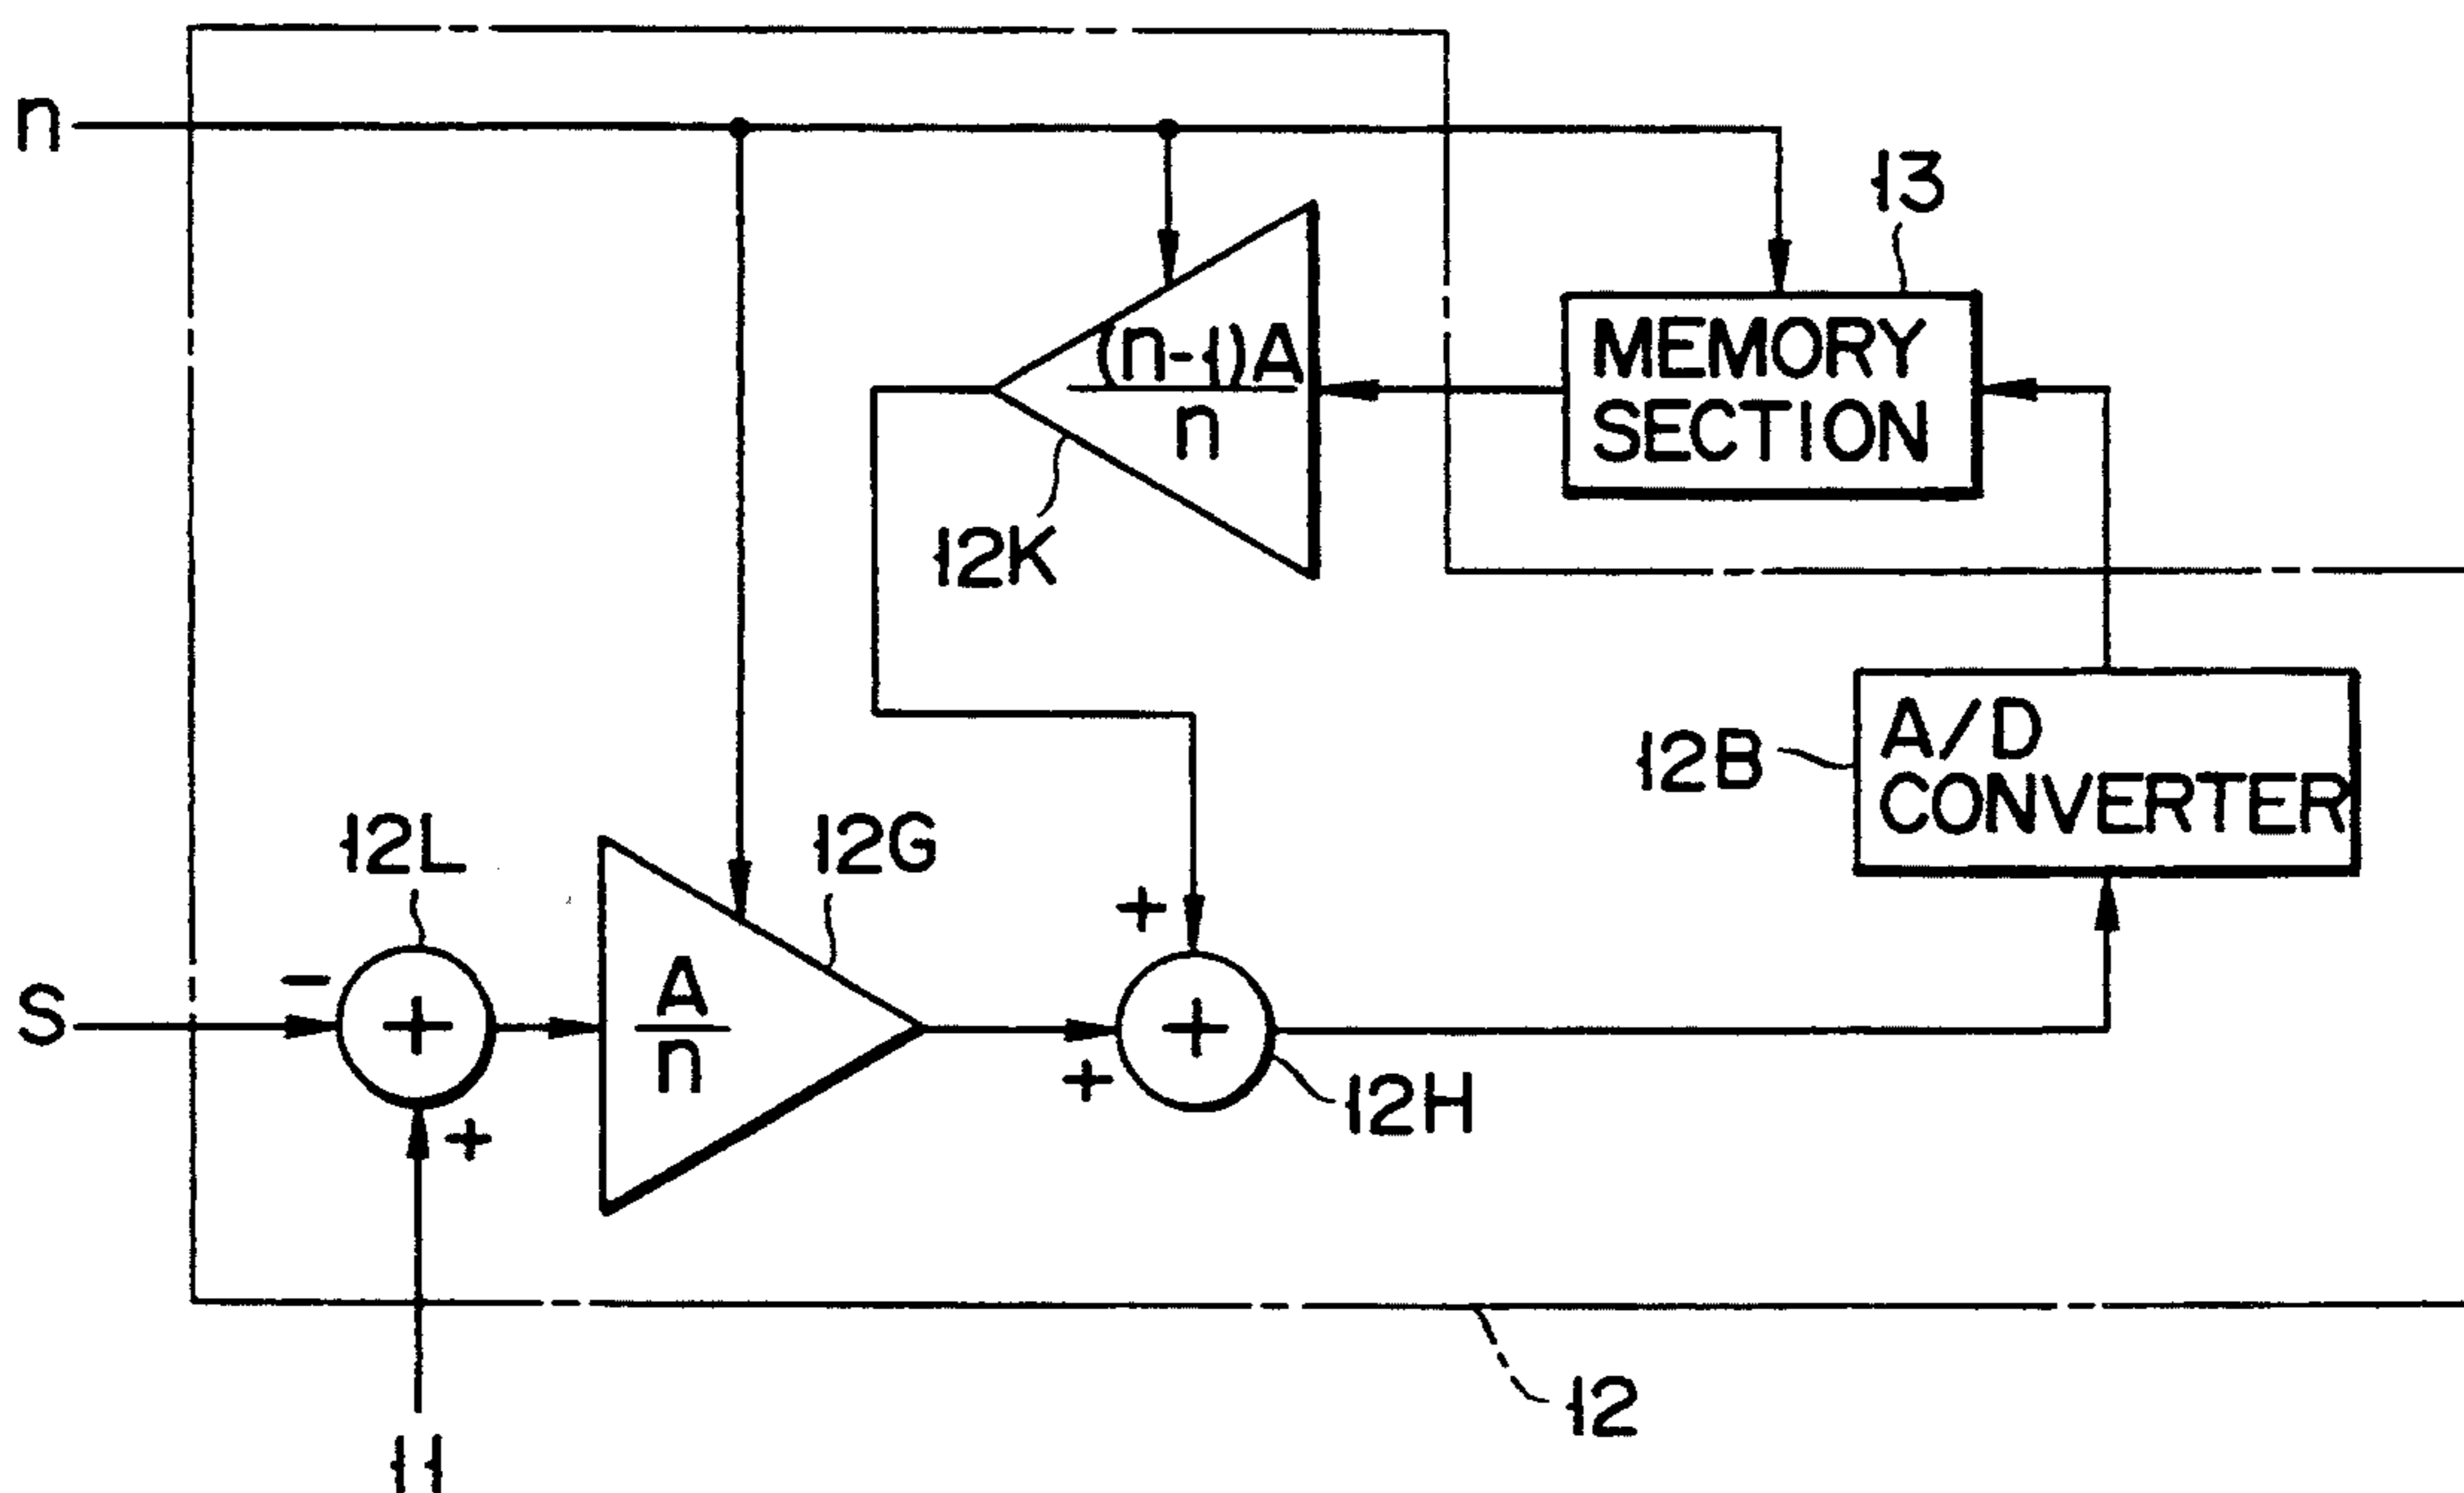 n
13
(n-1)A
n
MEMORY
SECTION
12K
12B
A/D
CONVERTER
12L
12G
+
-
S
+
A
n
+
+
+
12H
12
11